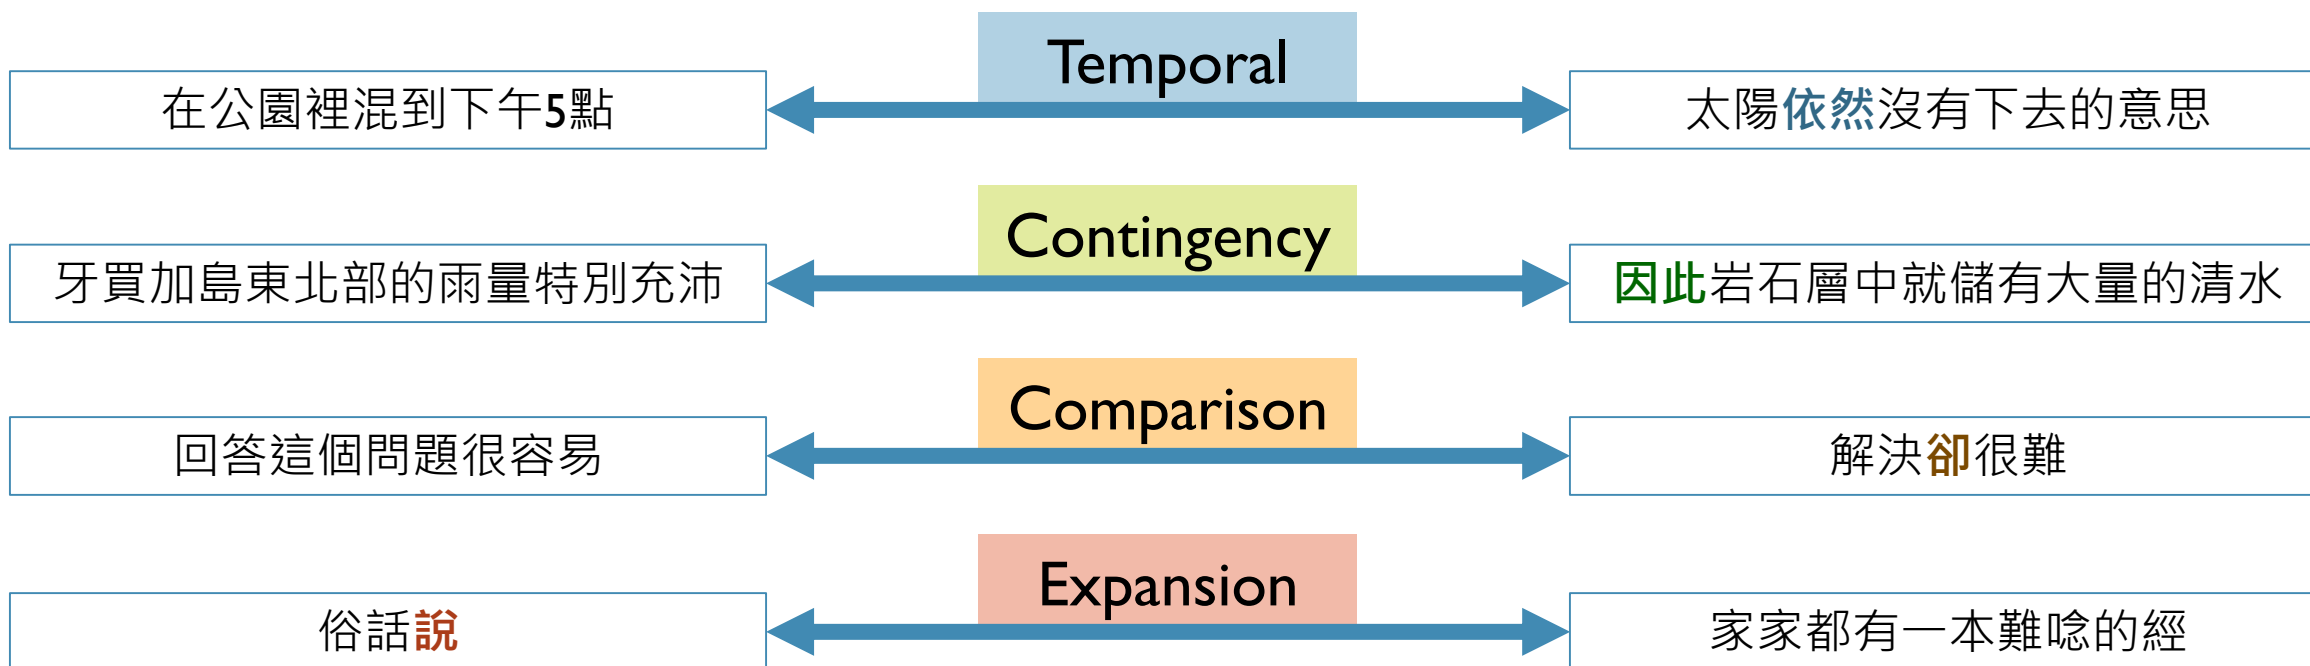 Temporal
在公園裡混到下午5點
太陽依然沒有下去的意思
Contingency
牙買加島東北部的雨量特別充沛
因此岩石層中就儲有大量的清水
Comparison
回答這個問題很容易
解決卻很難
Expansion
俗話說
家家都有一本難唸的經